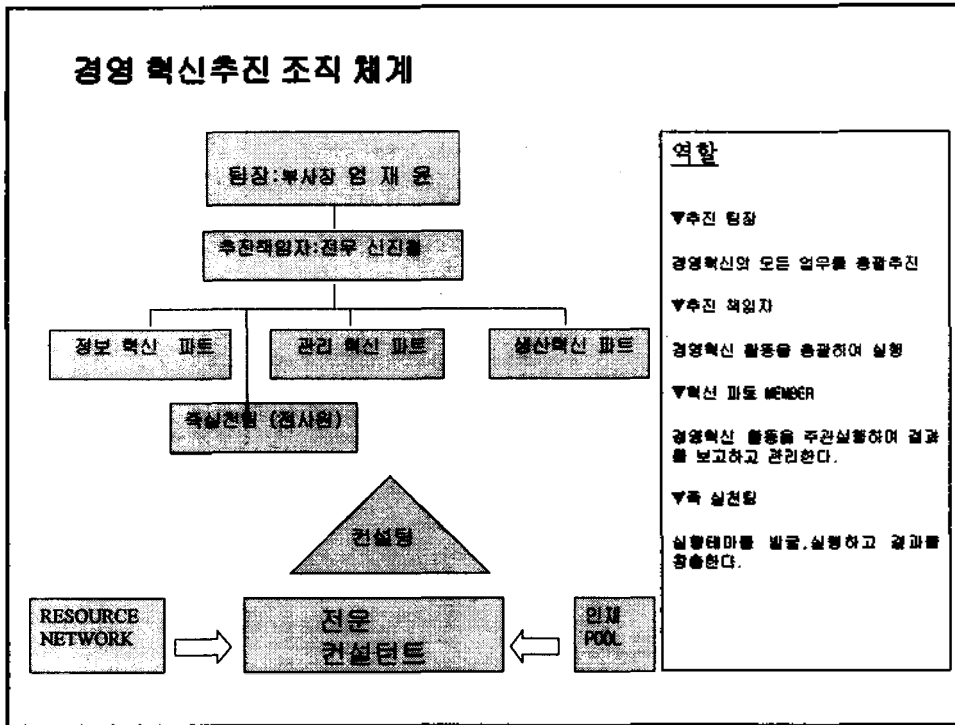 경영 혁신추진 조직 체계
팀장:부사장 엄 재 윤
추진책임자:전무 신진철
정보 혁신 파트
관리 혁신 파트
생산혁신 파트
즉실천팀 (전사원)
컨설팅
RESOURCE
NETWORK
전문
컨설턴트
인재
POOL
역할
▼추진 팀장
경영혁신의 모든 업무를 총괄추진
▼추진 책임자
경영혁신 활동을 총괄하여 실행
▼혁신 파트 MEMBER
경영혁신 활동을 주관실행하며 결과
를 보고하고 관리한다.
▼즉 실천팀
실행테마를 발굴,실행하고 결과를
창출한다.